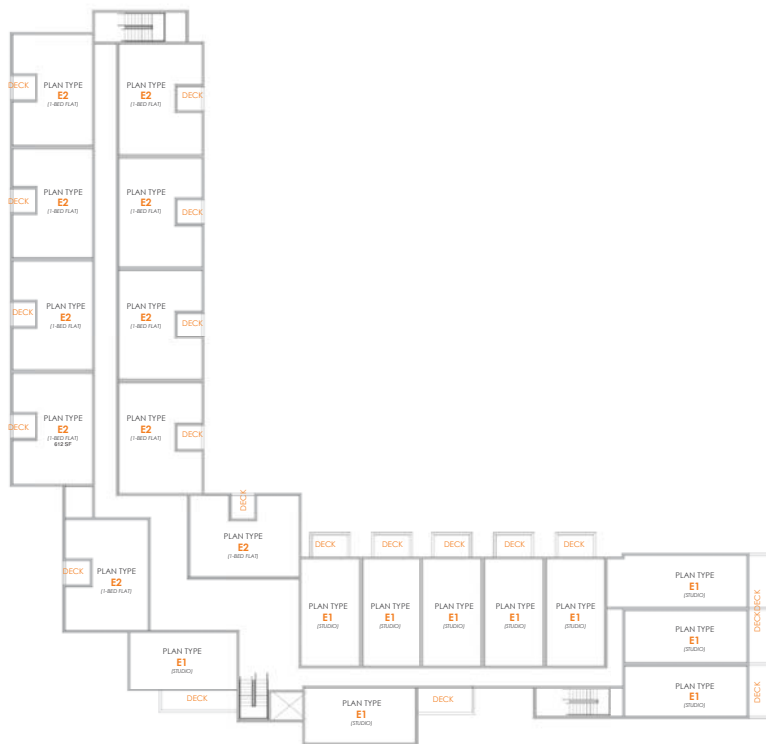 DECK
PLAN TYPE
E2
(1-BED FLAT)
PLAN TYPE
E2
(1-BED FLAT)
DECK
DECK
PLAN TYPE
E2
(1-BED FLAT)
PLAN TYPE
E2
(1-BED FLAT)
DECK
DECK
PLAN TYPE
E2
(1-BED FLAT)
PLAN TYPE
E2
(1-BED FLAT)
DECK
DECK
PLAN TYPE
E2
(1-BED FLAT)
612 SF
PLAN TYPE
E2
(1-BED FLAT)
DECK
DECK
PLAN TYPE
E2
(1-BED FLAT)
DECK
PLAN TYPE
E2
(1-BED FLAT)
DECK
DECK
DECK
DECK
DECK
PLAN TYPE
E1
(STUDIO)
PLAN TYPE
E1
(STUDIO)
PLAN TYPE
E1
(STUDIO)
PLAN TYPE
E1
(STUDIO)
PLAN TYPE
E1
(STUDIO)
PLAN TYPE
E1
(STUDIO)
DECK
PLAN TYPE
E1
(STUDIO)
DECK
PLAN TYPE
E1
(STUDIO)
DECK
PLAN TYPE
E1
(STUDIO)
DECK
PLAN TYPE
E1
(STUDIO)
DECK